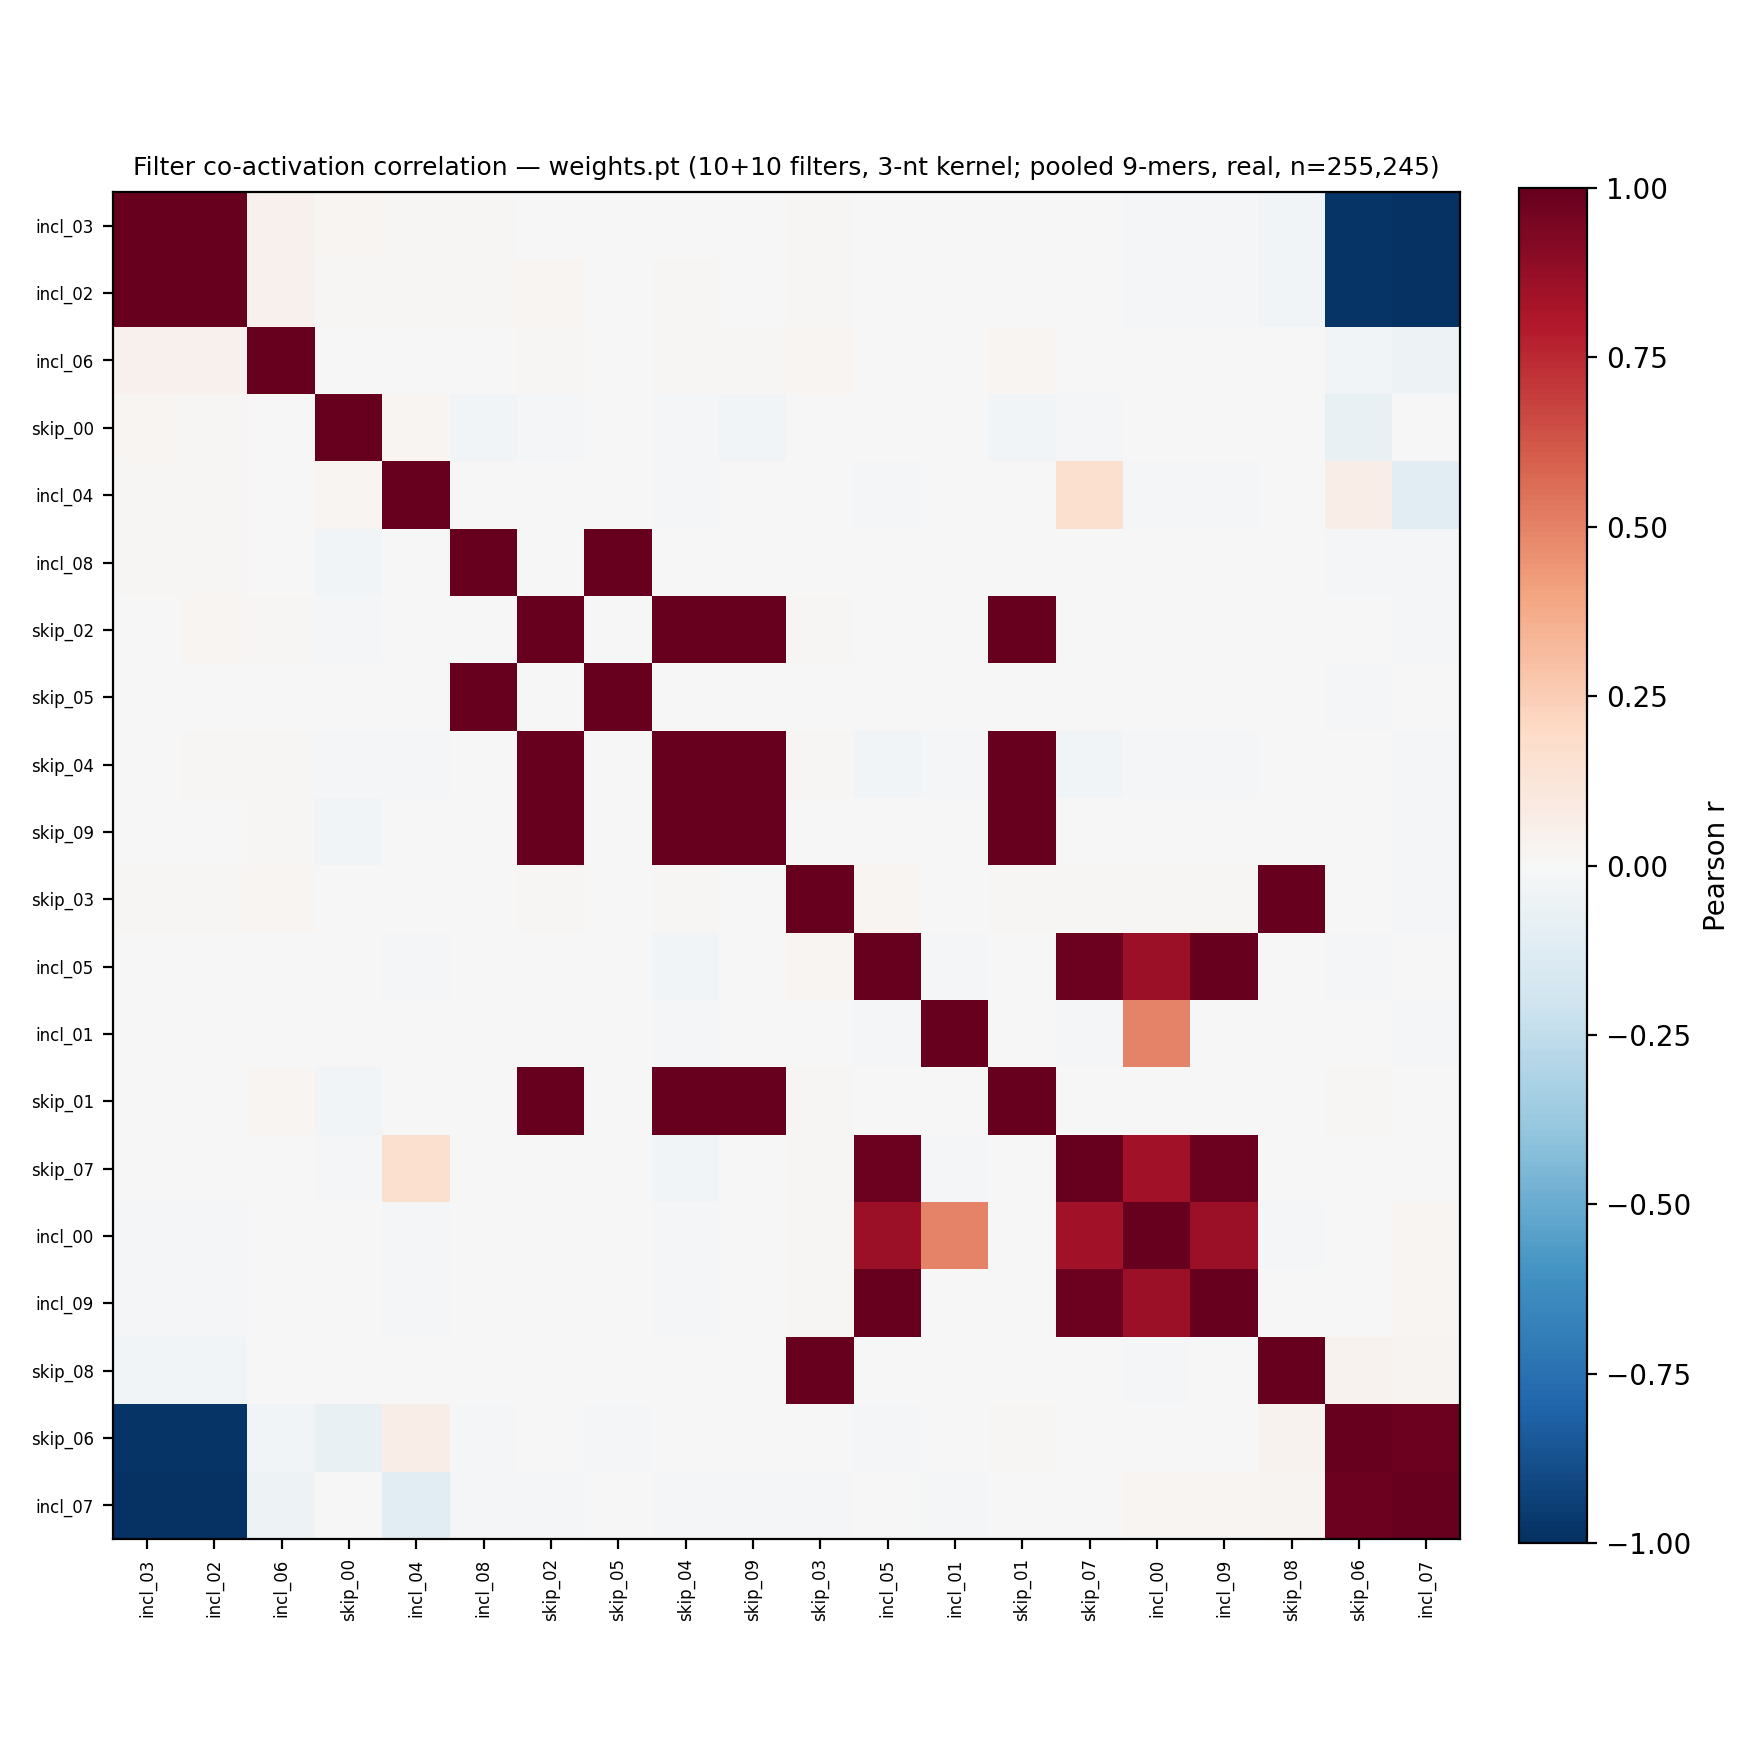 Filter co-activation correlation — weights.pt (10+10 filters, 3-nt kernel; pooled 9-mers, real, n=255,245)
incl_03
incl_02
incl_06
skip_00
incl_04
incl_08
skip_02
skip_05
skip_04
skip_09
skip_03
incl_05
incl_01
skip_01
skip_07
incl_00
incl_09
skip_08
skip_06
incl_07
incl_03
incl_02
incl_06
skip_00
incl_04
incl_08
skip_02
skip_05
skip_04
skip_09
skip_03
incl_05
incl_01
skip_01
skip_07
incl_00
incl_09
skip_08
skip_06
incl_07
1.00
0.75
0.50
0.25
0.00
−0.25
−0.50
−0.75
−1.00
Pearson r